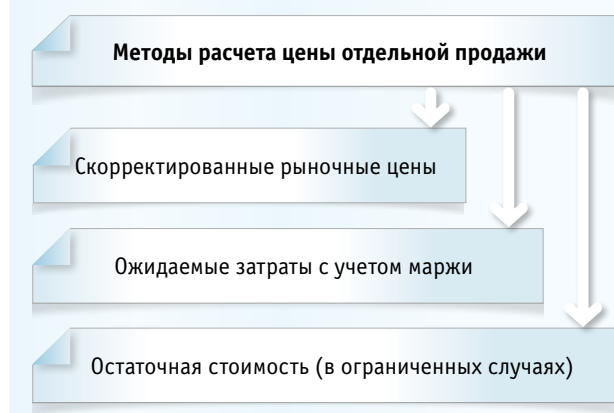 Методы расчета цены отдельной продажи
Скорректированные рыночные цены
Ожидаемые затраты с учетом маржи
Остаточная стоимость (в ограниченных случаях)